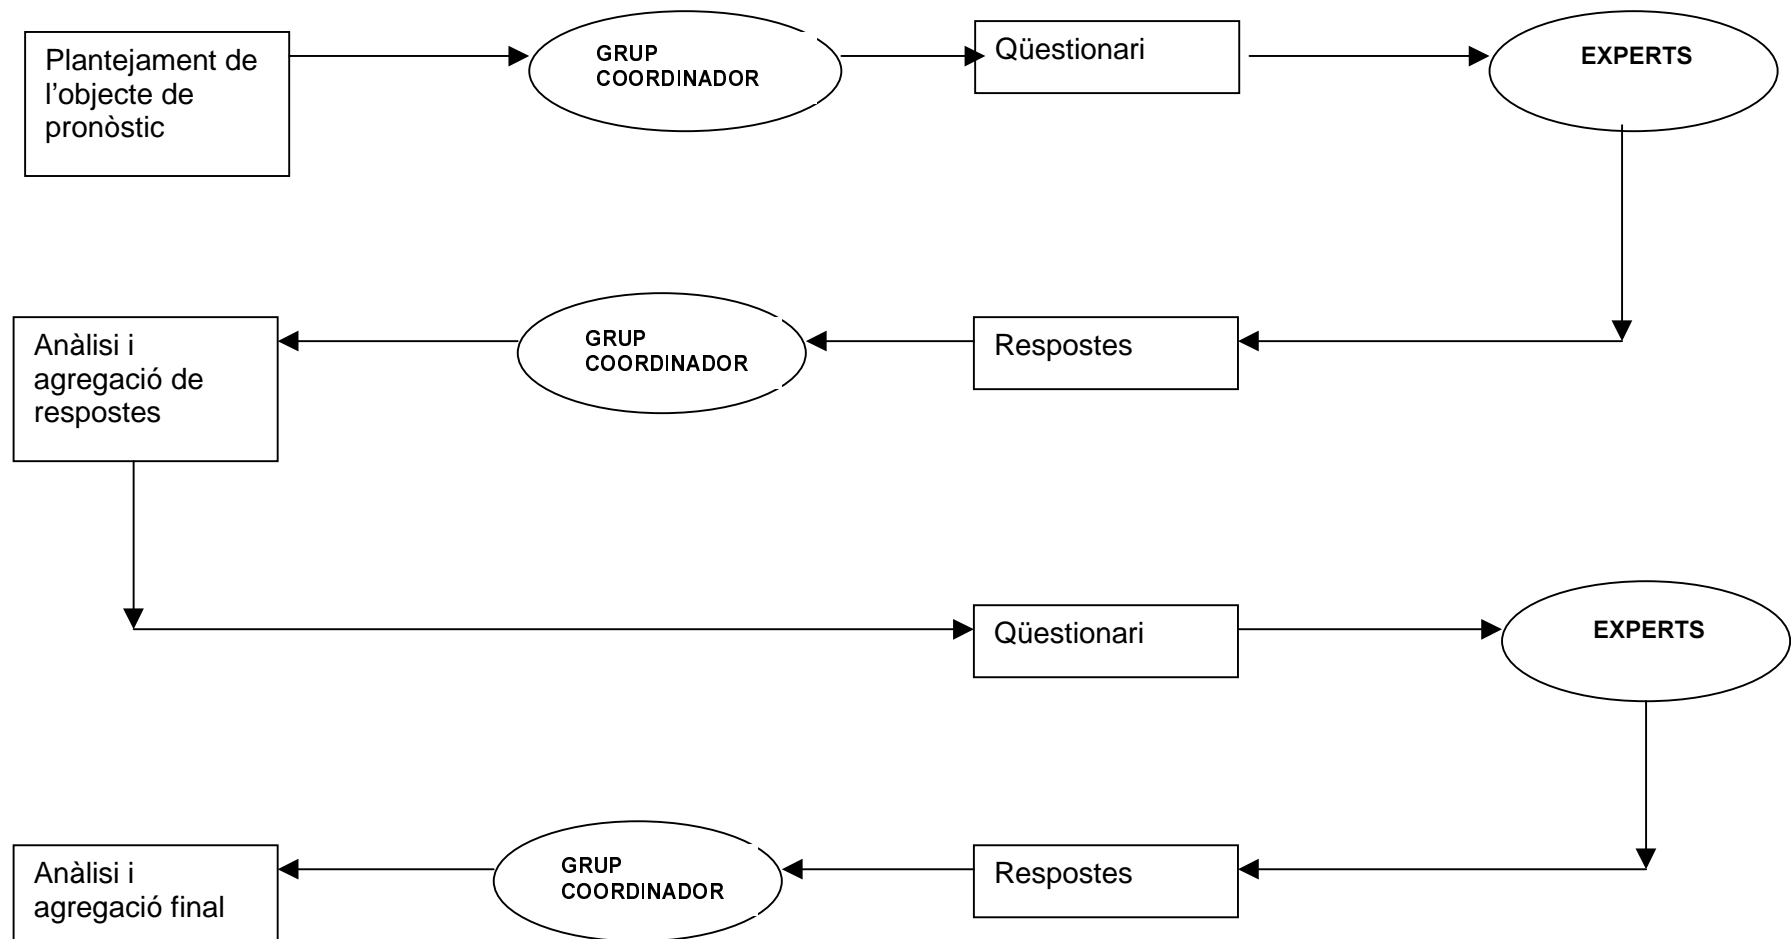 Plantejament de
l’objecte de
pronòstic
GRUP
COORDINADOR
Qüestionari
EXPERTS
Anàlisi i
agregació de
respostes
GRUP
COORDINADOR
Respostes
Qüestionari
EXPERTS
Anàlisi i
agregació final
GRUP
COORDINADOR
Respostes